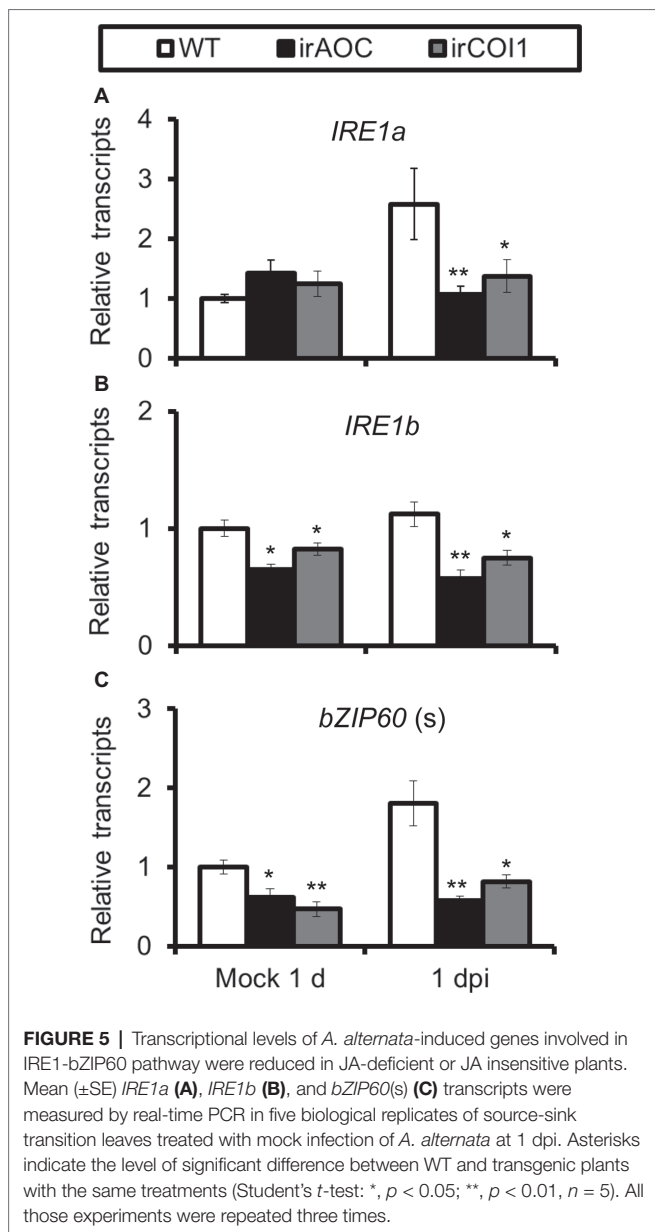 WT irAOC irCOI1
A
IRE1a
Relative transcripts
4
3
2
1
0
**
*
B
IRE1b
Relative transcripts
2
1
0
*
*
**
*
C
bZIP60 (s)
Relative transcripts
3
2
1
0
*
**
**
*
Mock 1 d 1 dpi
FIGURE 5 | Transcriptional levels of A. alternata-induced genes involved in
IRE1-bZIP60 pathway were reduced in JA-deficient or JA insensitive plants.
Mean (±SE) IRE1a (A), IRE1b (B), and bZIP60(s) (C) transcripts were
measured by real-time PCR in five biological replicates of source-sink
transition leaves treated with mock infection of A. alternata at 1 dpi. Asterisks
indicate the level of significant difference between WT and transgenic plants
with the same treatments (Student's t-test: *, p < 0.05; **, p < 0.01, n = 5). All
those experiments were repeated three times.